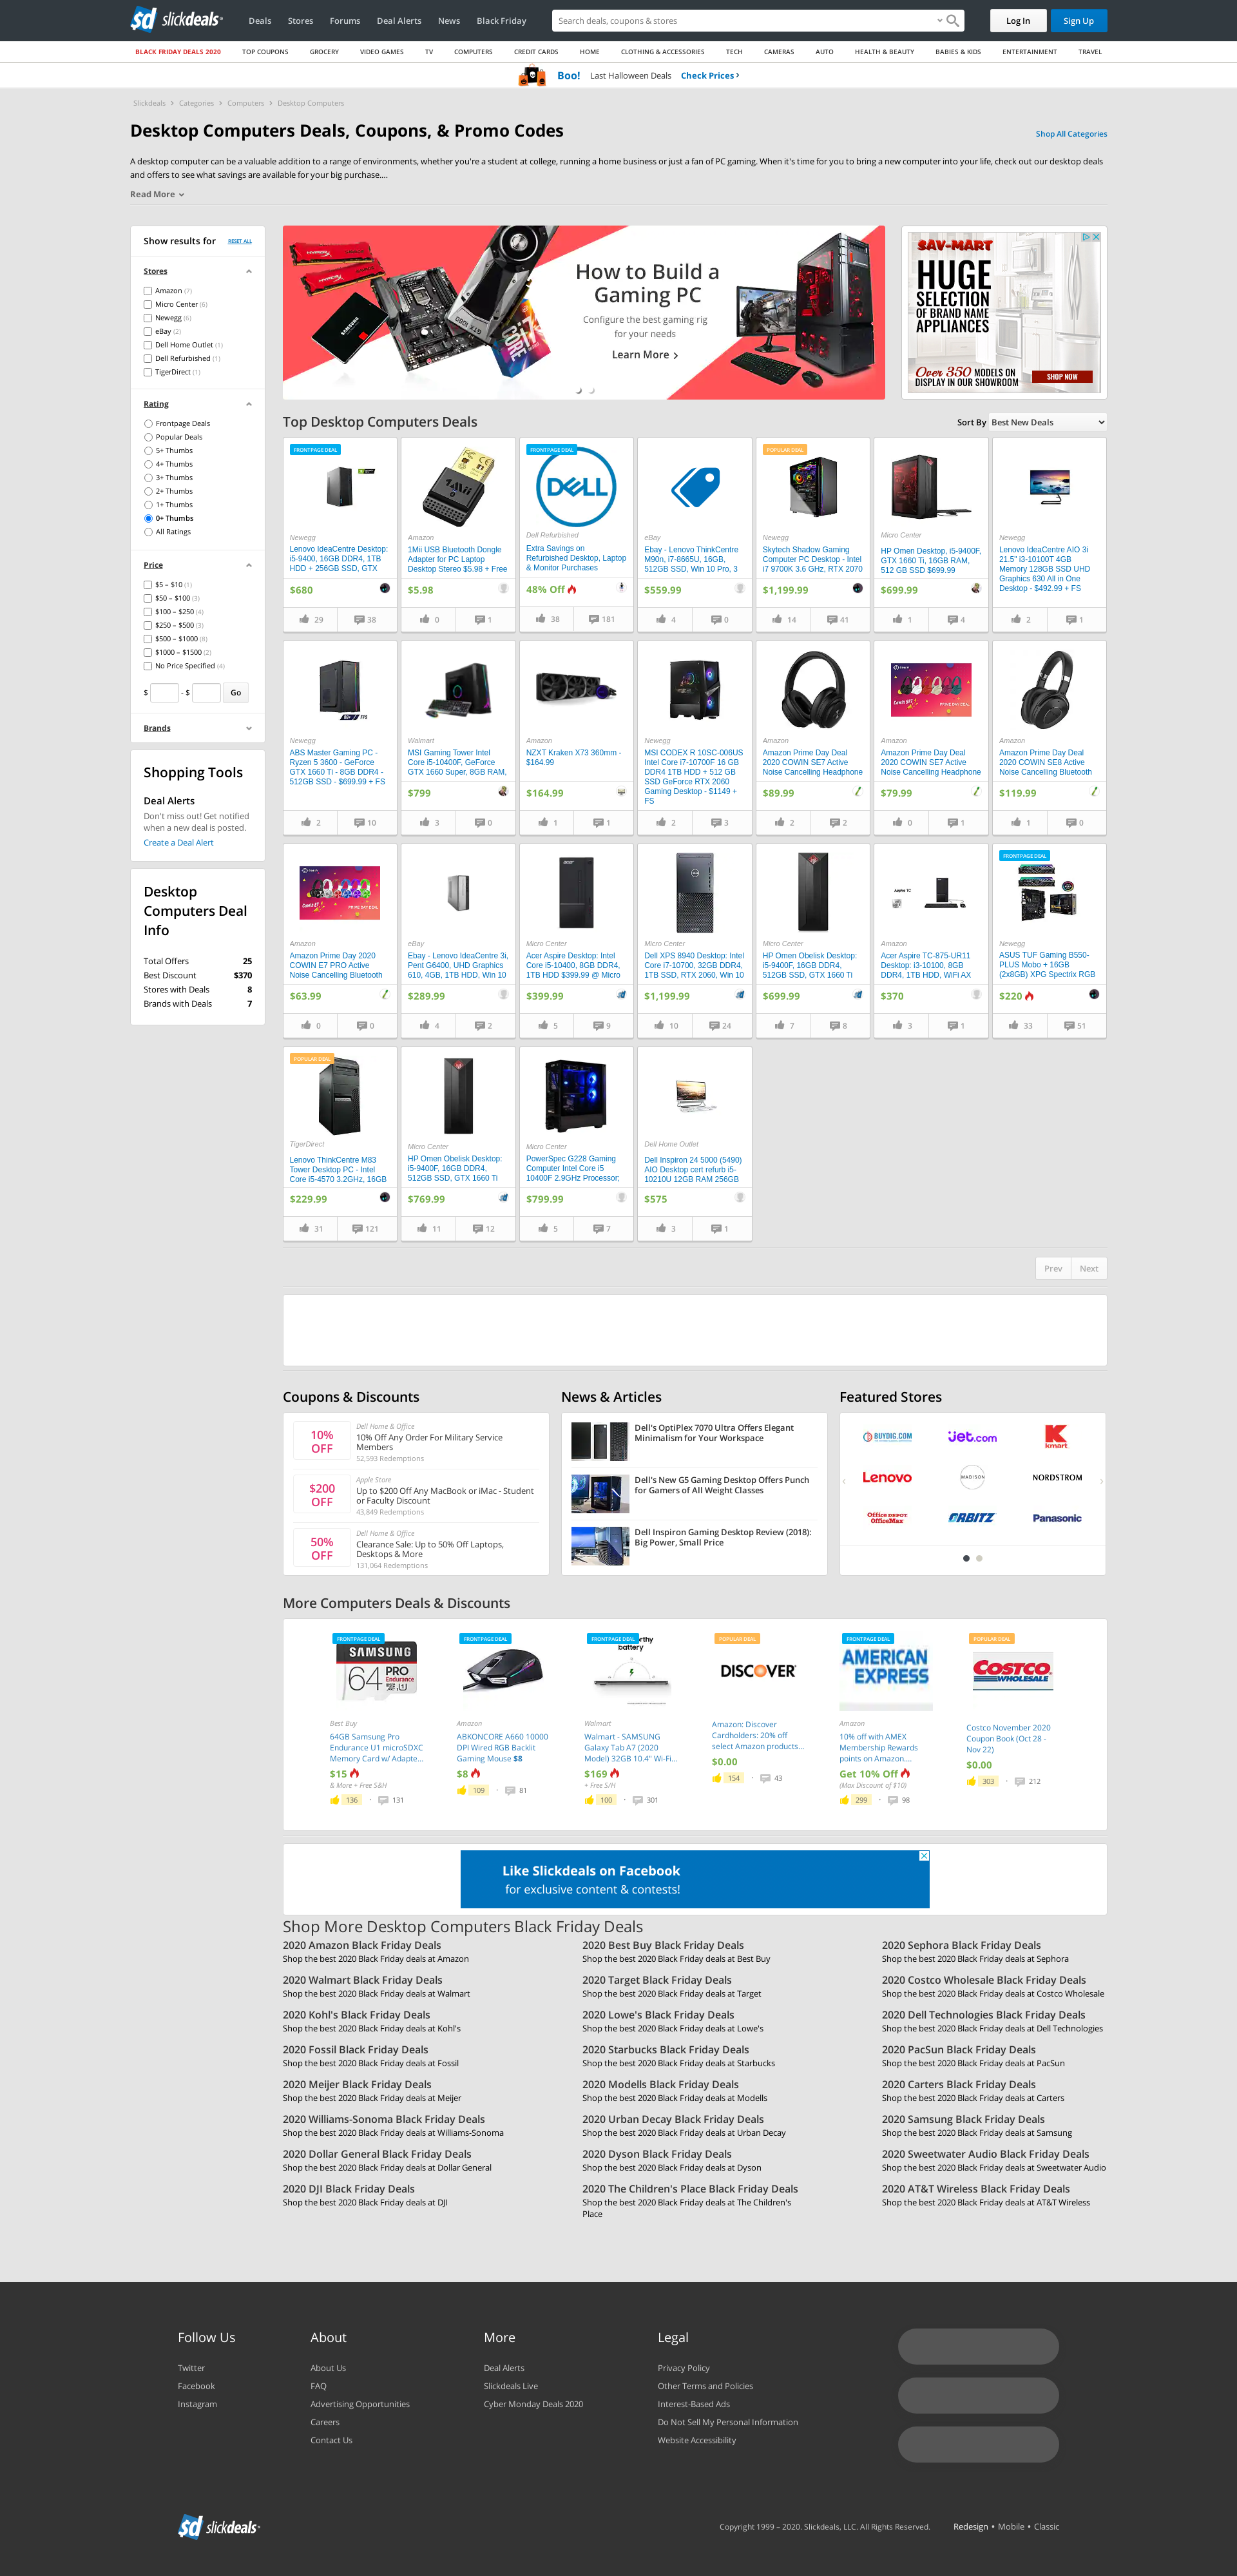 slickdeals
Deals Stores Forums Deal Alerts News Black Friday
Search deals, coupons & stores
Log In Sign Up
BLACK FRIDAY DEALS 2020 TOP COUPONS GROCERY VIDEO GAMES TV COMPUTERS CREDIT CARDS HOME CLOTHING & ACCESSORIES TECH CAMERAS AUTO HEALTH & BEAUTY BABIES & KIDS ENTERTAINMENT TRAVEL
Boo! Last Halloween Deals Check Prices
Slickdeals Categories Computers Desktop Computers
Desktop Computers Deals, Coupons, & Promo Codes
Shop All Categories
A desktop computer can be a valuable addition to a range of environments, whether you're a student at college, running a home business or just a fan of PC gaming. When it's time for you to bring a new computer into your life, check out our desktop deals
and offers to see what savings are available for your big purchase....
Read More
Show results for RESET ALL
Stores
Amazon (7)
Micro Center (6)
Newegg (6)
eBay (2)
Dell Home Outlet (1)
Dell Refurbished (1)
TigerDirect (1)
Rating
Frontpage Deals
Popular Deals
5+ Thumbs
4+ Thumbs
3+ Thumbs
2+ Thumbs
1+ Thumbs
0+ Thumbs
All Ratings
Price
$5 – $10 (1)
$50 – $100 (3)
$100 – $250 (4)
$250 – $500 (3)
$500 – $1000 (8)
$1000 – $1500 (2)
No Price Specified (4)
$ - $ Go
Brands
Shopping Tools
Deal Alerts
Don't miss out! Get notified
when a new deal is posted.
Create a Deal Alert
Desktop
Computers Deal
Info
Total Offers 25
Best Discount $370
Stores with Deals 8
Brands with Deals 7
How to Build a
Gaming PC
Configure the best gaming rig
for your needs
Learn More
SAV-MART
HUGE
SELECTION
OF BRAND NAME
APPLIANCES
Over 350 MODELS ON
DISPLAY IN OUR SHOWROOM
SHOP NOW
Top Desktop Computers Deals
Sort By Best New Deals
FRONTPAGE DEAL
Newegg
Lenovo IdeaCentre Desktop:
i5-9400, 16GB DDR4, 1TB
HDD + 256GB SSD, GTX
$680
29 38
1Mii
Amazon
1Mii USB Bluetooth Dongle
Adapter for PC Laptop
Desktop Stereo $5.98 + Free
$5.98
0 1
FRONTPAGE DEAL
DELL
Dell Refurbished
Extra Savings on
Refurbished Desktop, Laptop
& Monitor Purchases
48% Off
38 181
eBay
Ebay - Lenovo ThinkCentre
M90n, i7-8665U, 16GB,
512GB SSD, Win 10 Pro, 3
$559.99
4 0
POPULAR DEAL
Newegg
Skytech Shadow Gaming
Computer PC Desktop - Intel
i7 9700K 3.6 GHz, RTX 2070
$1,199.99
14 41
Micro Center
HP Omen Desktop, i5-9400F,
GTX 1660 Ti, 16GB RAM,
512 GB SSD $699.99
$699.99
1 4
Newegg
Lenovo IdeaCentre AIO 3i
21.5" i3-10100T 4GB
Memory 128GB SSD UHD
Graphics 630 All in One
Desktop - $492.99 + FS
2 1
Newegg
ABS Master Gaming PC -
Ryzen 5 3600 - GeForce
GTX 1660 Ti - 8GB DDR4 -
512GB SSD - $699.99 + FS
2 10
Walmart
MSI Gaming Tower Intel
Core i5-10400F, GeForce
GTX 1660 Super, 8GB RAM,
$799
3 0
Amazon
NZXT Kraken X73 360mm -
$164.99
$164.99
1 1
Newegg
MSI CODEX R 10SC-006US
Intel Core i7-10700F 16 GB
DDR4 1TB HDD + 512 GB
SSD GeForce RTX 2060
Gaming Desktop - $1149 +
FS
2 3
Amazon
Amazon Prime Day Deal
2020 COWIN SE7 Active
Noise Cancelling Headphone
$89.99
2 2
Amazon
Amazon Prime Day Deal
2020 COWIN SE7 Active
Noise Cancelling Headphone
$79.99
0 1
Amazon
Amazon Prime Day Deal
2020 COWIN SE8 Active
Noise Cancelling Bluetooth
$119.99
1 0
Amazon
Amazon Prime Day 2020
COWIN E7 PRO Active
Noise Cancelling Bluetooth
$63.99
0 0
eBay
Ebay - Lenovo IdeaCentre 3i,
Pent G6400, UHD Graphics
610, 4GB, 1TB HDD, Win 10
$289.99
4 2
Micro Center
Acer Aspire Desktop: Intel
Core i5-10400, 8GB DDR4,
1TB HDD $399.99 @ Micro
$399.99
5 9
Micro Center
Dell XPS 8940 Desktop: Intel
Core i7-10700, 32GB DDR4,
1TB SSD, RTX 2060, Win 10
$1,199.99
10 24
Micro Center
HP Omen Obelisk Desktop:
i5-9400F, 16GB DDR4,
512GB SSD, GTX 1660 Ti
$699.99
7 8
Aspire TC
Amazon
Acer Aspire TC-875-UR11
Desktop: i3-10100, 8GB
DDR4, 1TB HDD, WiFi AX
$370
3 1
FRONTPAGE DEAL
Newegg
ASUS TUF Gaming B550-
PLUS Mobo + 16GB
(2x8GB) XPG Spectrix RGB
$220
33 51
POPULAR DEAL
TigerDirect
Lenovo ThinkCentre M83
Tower Desktop PC - Intel
Core i5-4570 3.2GHz, 16GB
$229.99
31 121
Micro Center
HP Omen Obelisk Desktop:
i5-9400F, 16GB DDR4,
512GB SSD, GTX 1660 Ti
$769.99
11 12
Micro Center
PowerSpec G228 Gaming
Computer Intel Core i5
10400F 2.9GHz Processor;
$799.99
5 7
Dell Home Outlet
Dell Inspiron 24 5000 (5490)
AIO Desktop cert refurb i5-
10210U 12GB RAM 256GB
$575
3 1
Prev Next
Coupons & Discounts
10%
OFF
Dell Home & Office
10% Off Any Order For Military Service
Members
52,593 Redemptions
$200
OFF
Apple Store
Up to $200 Off Any MacBook or iMac - Student
or Faculty Discount
43,849 Redemptions
50%
OFF
Dell Home & Office
Clearance Sale: Up to 50% Off Laptops,
Desktops & More
131,064 Redemptions
News & Articles
Dell's OptiPlex 7070 Ultra Offers Elegant
Minimalism for Your Workspace
Dell's New G5 Gaming Desktop Offers Punch
for Gamers of All Weight Classes
Dell Inspiron Gaming Desktop Review (2018):
Big Power, Small Price
Featured Stores
BUYDIG.COM jet.com Kmart
Lenovo MADISON NORDSTROM
Office DEPOT
OfficeMax
ORBITZ Panasonic
More Computers Deals & Discounts
FRONTPAGE DEAL
SAMSUNG
64 PRO
Endurance
Best Buy
64GB Samsung Pro
Endurance U1 microSDXC
Memory Card w/ Adapte...
$15
& More + Free S&H
136 131
FRONTPAGE DEAL
Amazon
ABKONCORE A660 10000
DPI Wired RGB Backlit
Gaming Mouse $8
$8
109 81
FRONTPAGE DEAL
battery
Walmart
Walmart - SAMSUNG
Galaxy Tab A7 (2020
Model) 32GB 10.4" Wi-Fi...
$169
+ Free S/H
100 301
POPULAR DEAL
DISCOVER
Amazon: Discover
Cardholders: 20% off
select Amazon products...
$0.00
154 43
FRONTPAGE DEAL
AMERICAN
EXPRESS
Amazon
10% off with AMEX
Membership Rewards
points on Amazon....
Get 10% Off
(Max Discount of $10)
299 98
POPULAR DEAL
COSTCO
WHOLESALE
Costco November 2020
Coupon Book (Oct 28 -
Nov 22)
$0.00
303 212
Like Slickdeals on Facebook
for exclusive content & contests!
Shop More Desktop Computers Black Friday Deals
2020 Amazon Black Friday Deals
Shop the best 2020 Black Friday deals at Amazon
2020 Best Buy Black Friday Deals
Shop the best 2020 Black Friday deals at Best Buy
2020 Sephora Black Friday Deals
Shop the best 2020 Black Friday deals at Sephora
2020 Walmart Black Friday Deals
Shop the best 2020 Black Friday deals at Walmart
2020 Target Black Friday Deals
Shop the best 2020 Black Friday deals at Target
2020 Costco Wholesale Black Friday Deals
Shop the best 2020 Black Friday deals at Costco Wholesale
2020 Kohl's Black Friday Deals
Shop the best 2020 Black Friday deals at Kohl's
2020 Lowe's Black Friday Deals
Shop the best 2020 Black Friday deals at Lowe's
2020 Dell Technologies Black Friday Deals
Shop the best 2020 Black Friday deals at Dell Technologies
2020 Fossil Black Friday Deals
Shop the best 2020 Black Friday deals at Fossil
2020 Starbucks Black Friday Deals
Shop the best 2020 Black Friday deals at Starbucks
2020 PacSun Black Friday Deals
Shop the best 2020 Black Friday deals at PacSun
2020 Meijer Black Friday Deals
Shop the best 2020 Black Friday deals at Meijer
2020 Modells Black Friday Deals
Shop the best 2020 Black Friday deals at Modells
2020 Carters Black Friday Deals
Shop the best 2020 Black Friday deals at Carters
2020 Williams-Sonoma Black Friday Deals
Shop the best 2020 Black Friday deals at Williams-Sonoma
2020 Urban Decay Black Friday Deals
Shop the best 2020 Black Friday deals at Urban Decay
2020 Samsung Black Friday Deals
Shop the best 2020 Black Friday deals at Samsung
2020 Dollar General Black Friday Deals
Shop the best 2020 Black Friday deals at Dollar General
2020 Dyson Black Friday Deals
Shop the best 2020 Black Friday deals at Dyson
2020 Sweetwater Audio Black Friday Deals
Shop the best 2020 Black Friday deals at Sweetwater Audio
2020 DJI Black Friday Deals
Shop the best 2020 Black Friday deals at DJI
2020 The Children's Place Black Friday Deals
Shop the best 2020 Black Friday deals at The Children's
Place
2020 AT&T Wireless Black Friday Deals
Shop the best 2020 Black Friday deals at AT&T Wireless
Follow Us
Twitter
Facebook
Instagram
About
About Us
FAQ
Advertising Opportunities
Careers
Contact Us
More
Deal Alerts
Slickdeals Live
Cyber Monday Deals 2020
Legal
Privacy Policy
Other Terms and Policies
Interest-Based Ads
Do Not Sell My Personal Information
Website Accessibility
slickdeals
Copyright 1999 – 2020. Slickdeals, LLC. All Rights Reserved.
Redesign • Mobile • Classic